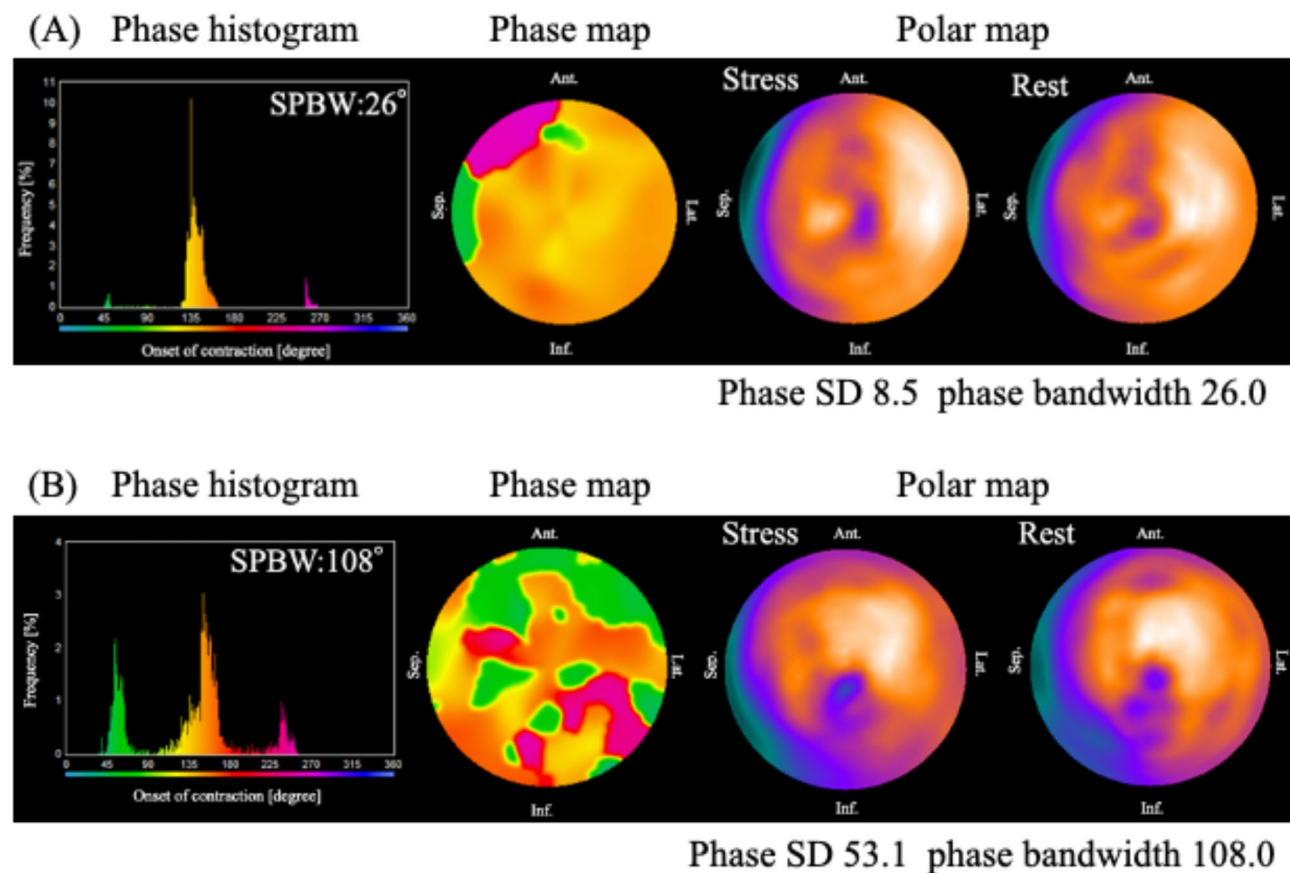 (A) Phase histogram Phase map Polar map
SPBW:26°
Frequency [%]
11
10
9
8
7
6
5
4
3
2
1
0
0 45 90 135 180 225 270 315 360
Onset of contraction [degree]
Ant.
Sep.
Lat.
Inf.
Stress
Ant.
Sep.
Lat.
Inf.
Rest
Ant.
Sep.
Lat.
Inf.
Phase SD 8.5 phase bandwidth 26.0
(B) Phase histogram Phase map Polar map
SPBW:108°
Frequency [%]
4
3
2
1
0
0 45 90 135 180 225 270 315 360
Onset of contraction [degree]
Ant.
Sep.
Lat.
Inf.
Stress
Ant.
Sep.
Lat.
Inf.
Rest
Ant.
Sep.
Lat.
Inf.
Phase SD 53.1 phase bandwidth 108.0